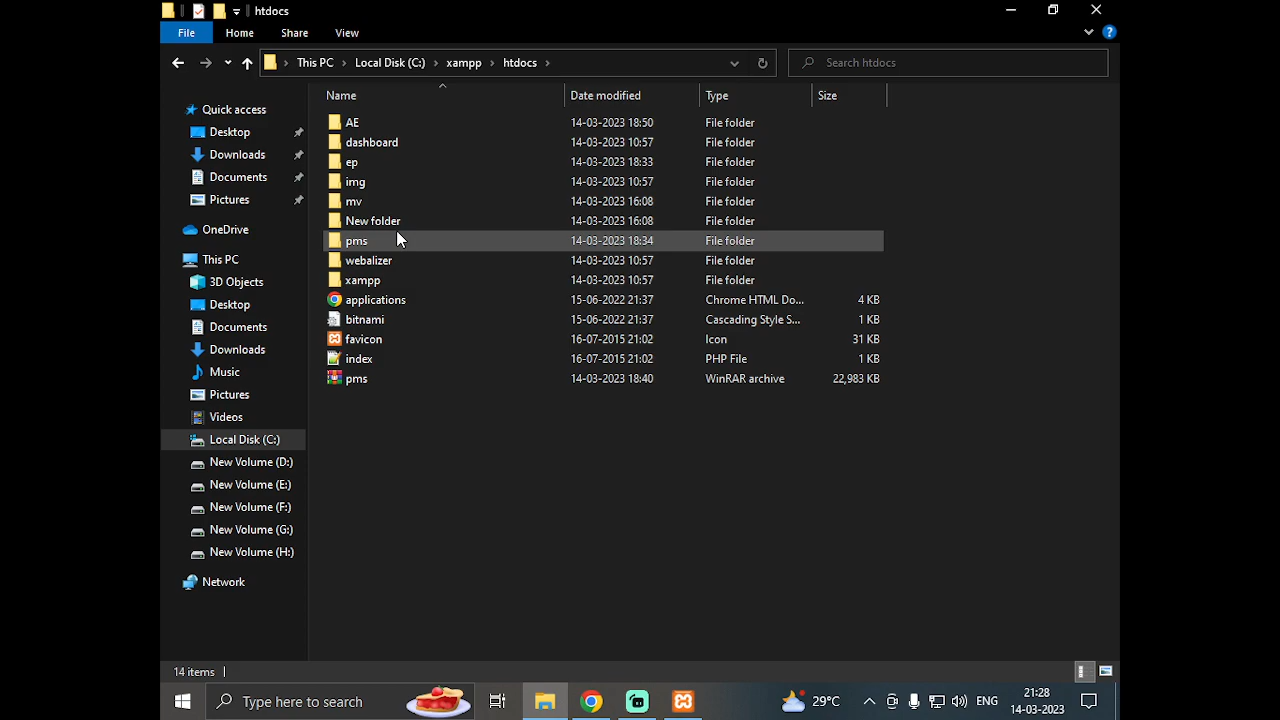 htdocs
File Home Share View
This PC Local Disk (C:) xampp htdocs
Search htdocs
Name Date modified Type Size
AE 14-03-2023 18:50 File folder
dashboard 14-03-2023 10:57 File folder
ep 14-03-2023 18:33 File folder
img 14-03-2023 10:57 File folder
mv 14-03-2023 16:08 File folder
New folder 14-03-2023 16:08 File folder
pms 14-03-2023 18:34 File folder
webalizer 14-03-2023 10:57 File folder
xampp 14-03-2023 10:57 File folder
applications 15-06-2022 21:37 Chrome HTML Do... 4 KB
bitnami 15-06-2022 21:37 Cascading Style S... 1 KB
favicon 16-07-2015 21:02 Icon 31 KB
index 16-07-2015 21:02 PHP File 1 KB
pms 14-03-2023 18:40 WinRAR archive 22,983 KB
Quick access
Desktop
Downloads
Documents
Pictures
OneDrive
This PC
3D Objects
Desktop
Documents
Downloads
Music
Pictures
Videos
Local Disk (C:)
New Volume (D:)
New Volume (E:)
New Volume (F:)
New Volume (G:)
New Volume (H:)
Network
14 items
Type here to search
29°C
ENG
21:28
14-03-2023